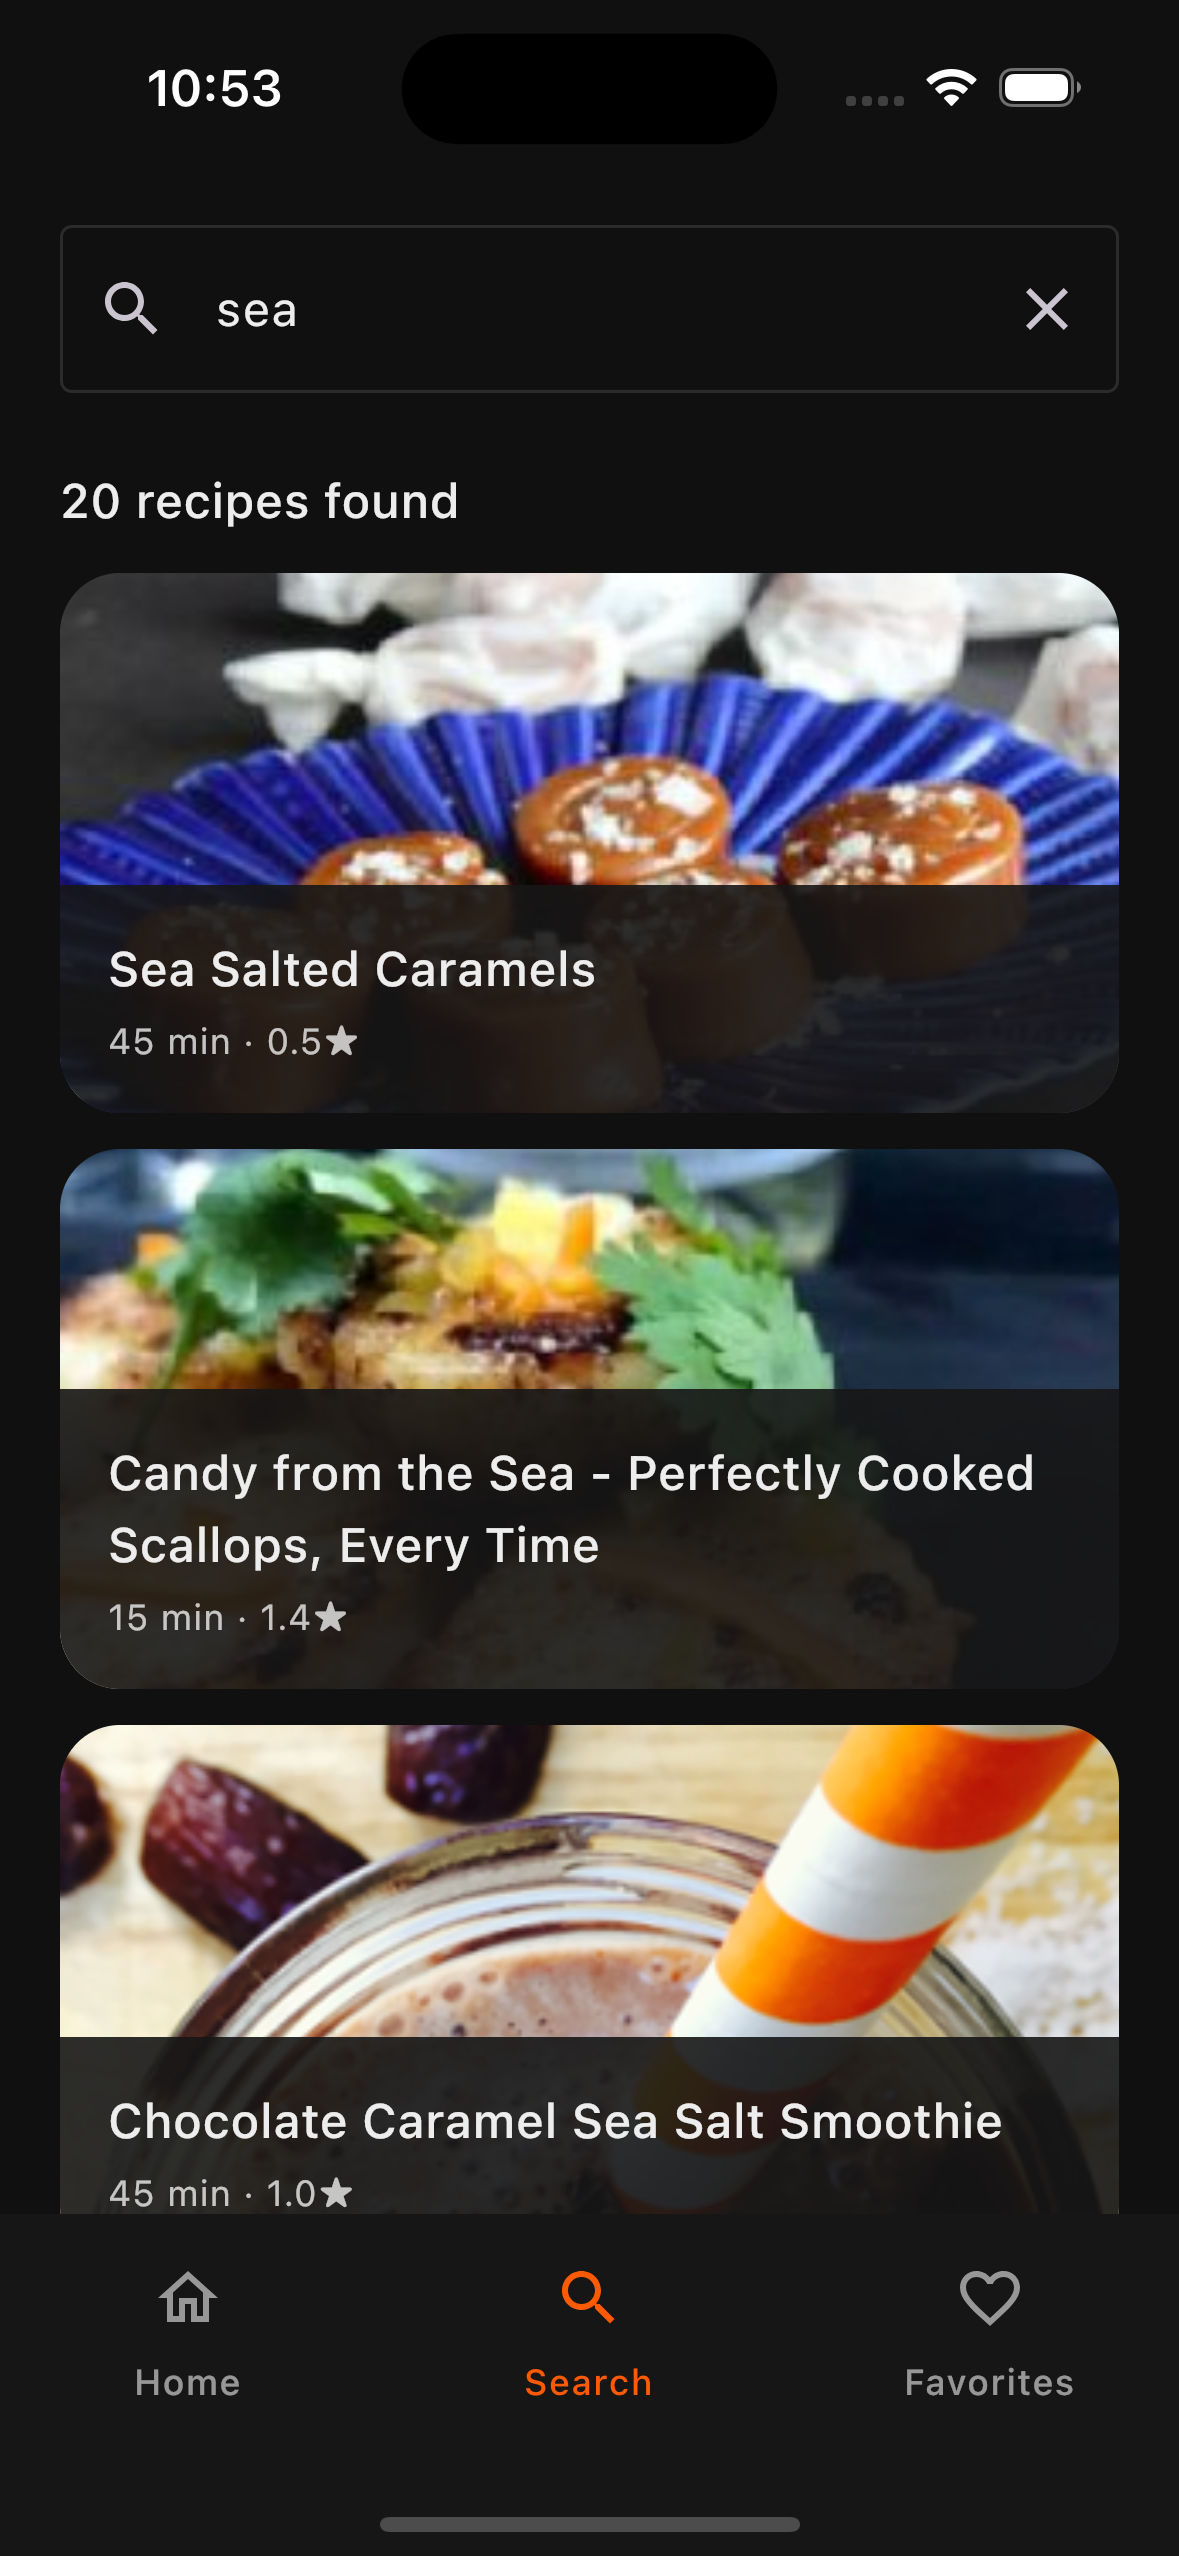 10:53
sea
20 recipes found
Sea Salted Caramels
45 min · 0.5★
Candy from the Sea - Perfectly Cooked
Scallops, Every Time
15 min · 1.4★
Chocolate Caramel Sea Salt Smoothie
45 min · 1.0★
Home
Search
Favorites